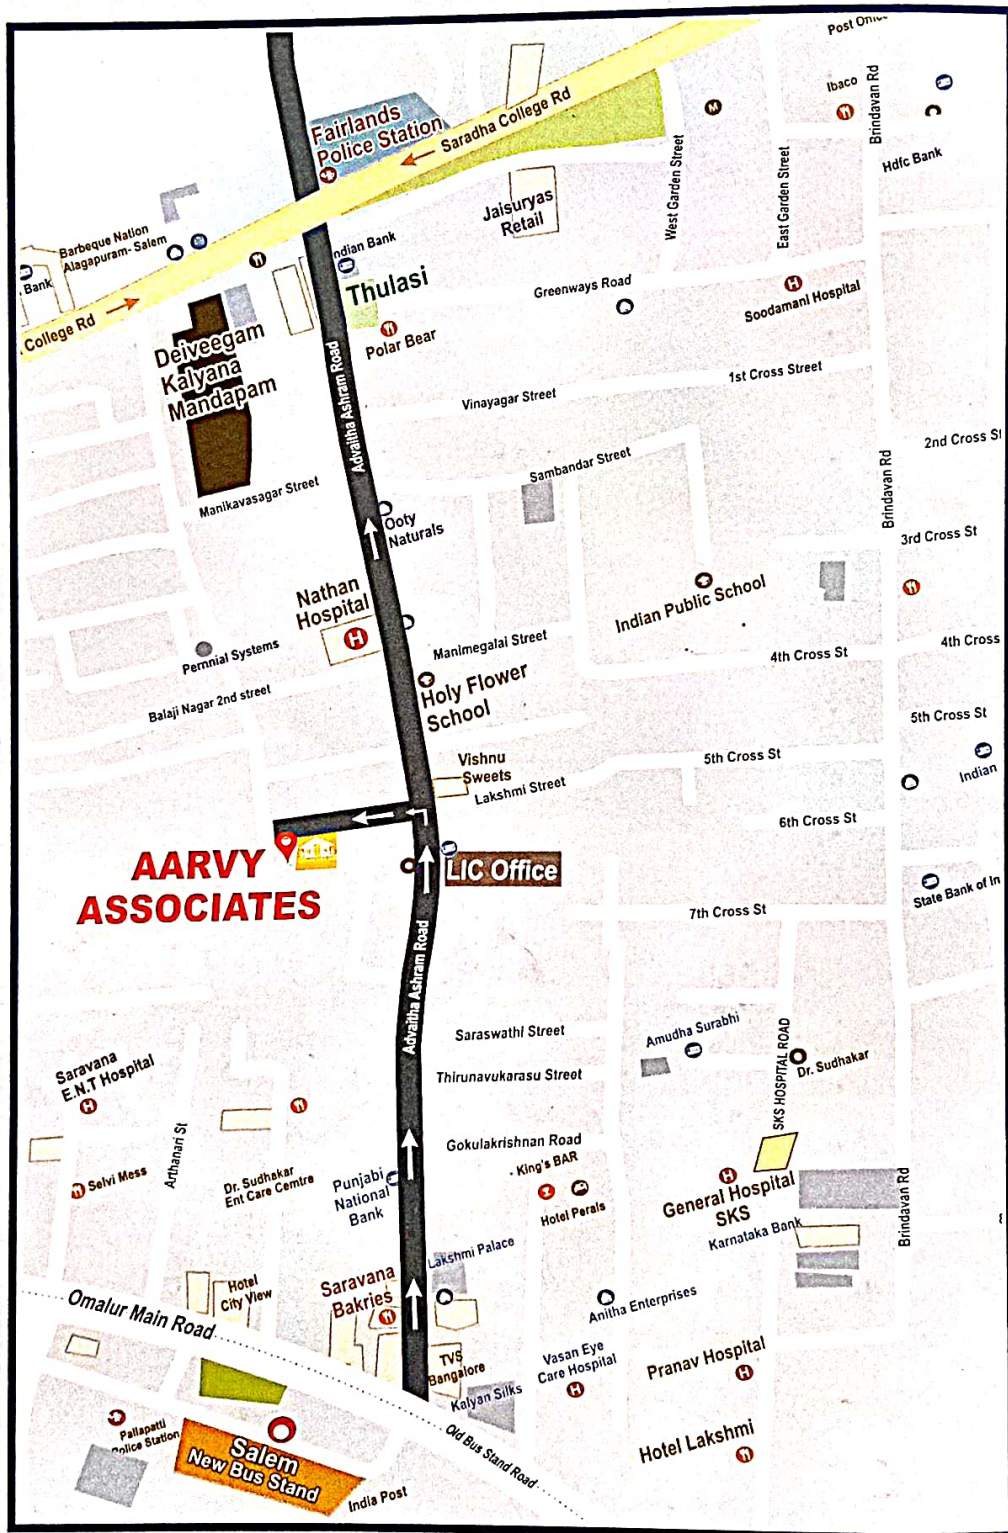 Ibaco
Brindavan Rd
Fairlands
Police Station
Saradha College Rd
Hdfc Bank
West Garden Street
East Garden Street
Jaisuryas
Retail
Barbeque Nation
Alagapuram- Salem
Bank
ndian Bank
Thulasi
Greenways Road
Soodamani Hospital
College Rd
Polar Bear
Deiveegam
Kalyana
Mandapam
Advaitha Ashram Road
1st Cross Street
Vinayagar Street
2nd Cross St
Sambandar Street
Manikavasagar Street
Brindavan Rd
Ooty
Naturals
3rd Cross St
Nathan
Hospital
H
Indian Public School
Manimegalai Street
Pernnial Systems
4th Cross St
4th Cross
Holy Flower
School
Balaji Nagar 2nd street
5th Cross St
5th Cross St
Vishnu
Sweets
Lakshmi Street
Indian
6th Cross St
AARVY
ASSOCIATES
LIC Office
State Bank of In
7th Cross St
Advaitha Ashram Road
Saraswathi Street
Amudha Surabhi
SKS HOSPITAL ROAD
Dr. Sudhakar
Thirunavukarasu Street
Saravana
E.N.T Hospital
H
Gokulakrishnan Road
Arthanari St
King's BAR
Selvi Mess
Dr. Sudhakar
Ent Care Cemtre
Punjabi
National
Bank
Hotel Perals
H
General Hospital
SKS
Karnataka Bank
Brindavan Rd
Lakshmi Palace
Hotel
City View
Saravana
Bakries
Anitha Enterprises
Omalur Main Road
TVS
Bangalore
Vasan Eye
Care Hospital
H
Pranav Hospital
H
Kalyan Silks
Pallapatti
Police Station
Salem
New Bus Stand
Old Bus Stand Road
Hotel Lakshmi
India Post